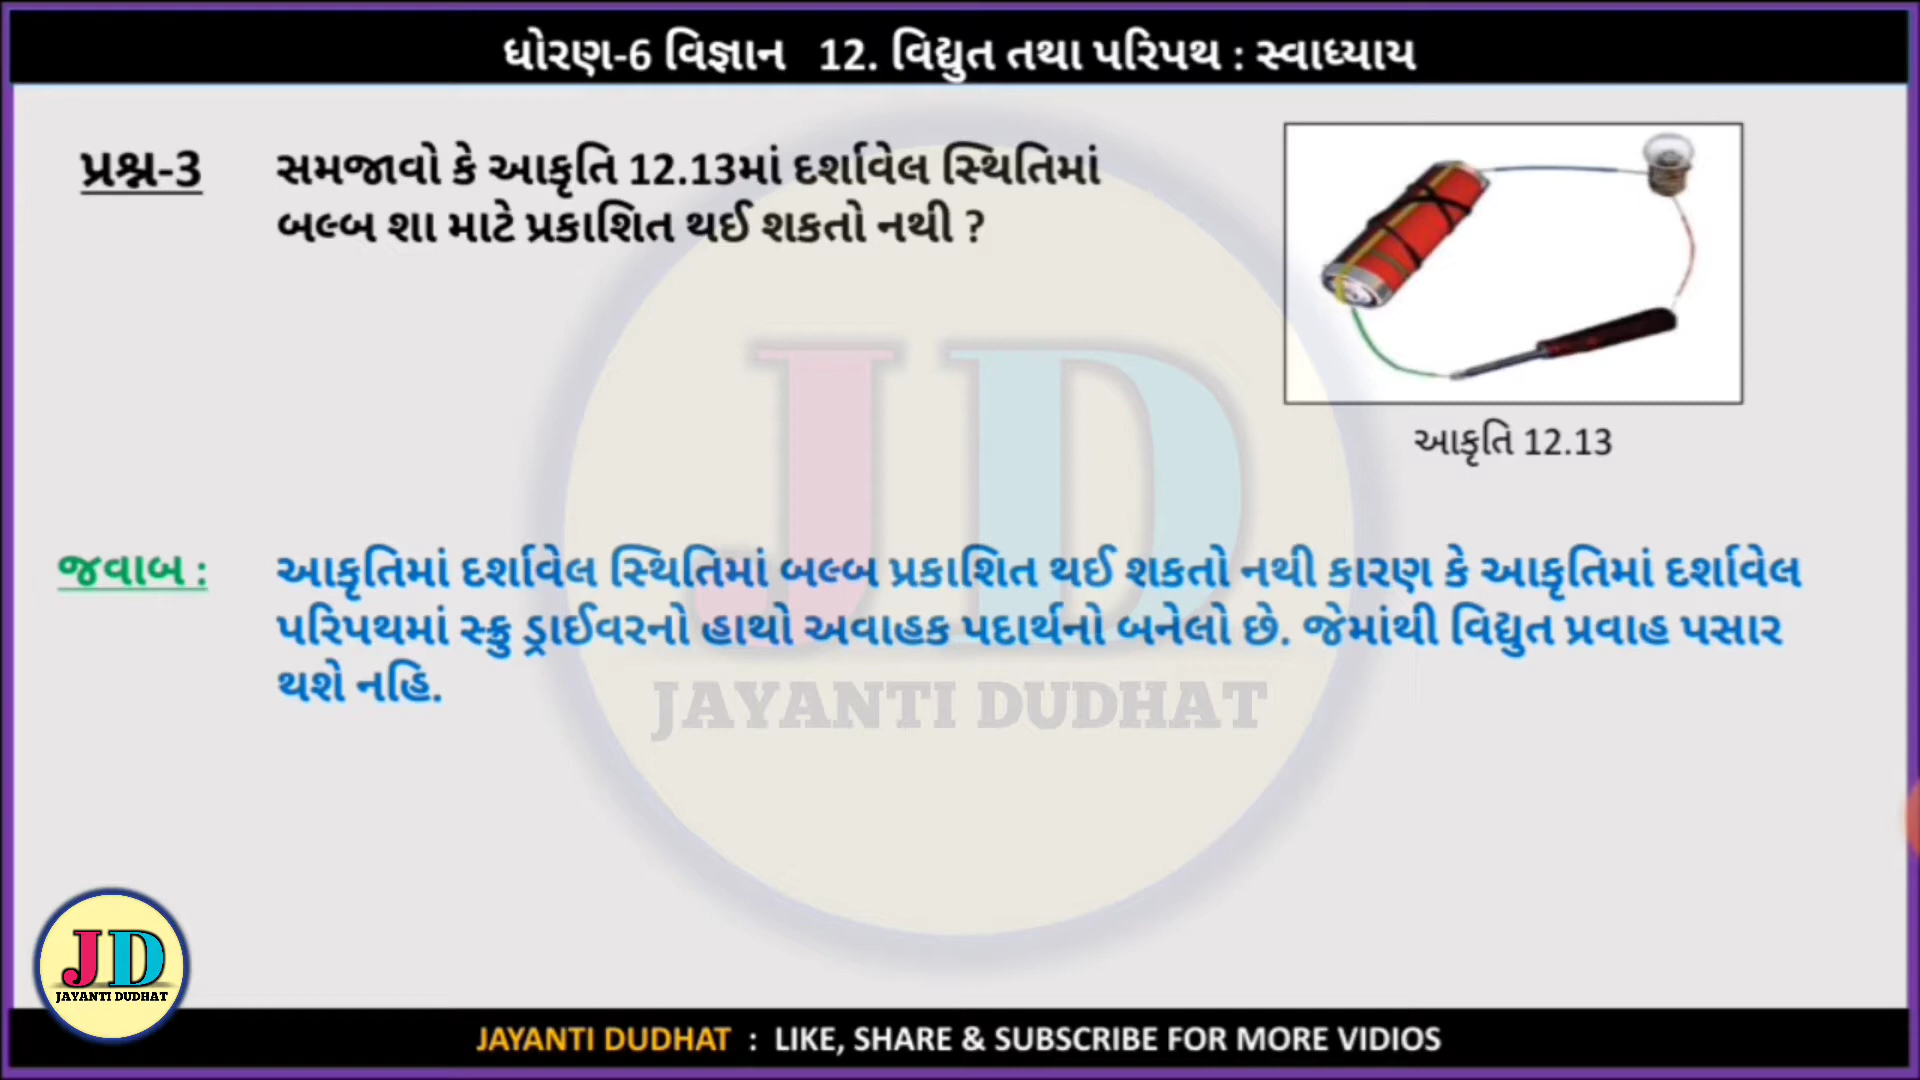 ધોરણ-6 વિજ્ઞાન 12. વિદ્યુત તથા પરિપથ : સ્વાધ્યાય
પ્રશ્ન-3 સમજાવો કે આકૃતિ 12.13માં દર્શાવેલ સ્થિતિમાં
બલ્બ શા માટે પ્રકાશિત થઈ શકતો નથી ?
આકૃતિ 12.13
જવાબ : આકૃતિમાં દર્શાવેલ સ્થિતિમાં બલ્બ પ્રકાશિત થઈ શકતો નથી કારણ કે આકૃતિમાં દર્શાવેલ
પરિપથમાં સ્ક્રુ ડ્રાઈવરનો હાથો અવાહક પદાર્થનો બનેલો છે. જેમાંથી વિદ્યુત પ્રવાહ પસાર
થશે નહિ.
JD
JAYANTI DUDHAT
JD
JAYANTI DUDHAT
JAYANTI DUDHAT : LIKE, SHARE & SUBSCRIBE FOR MORE VIDIOS